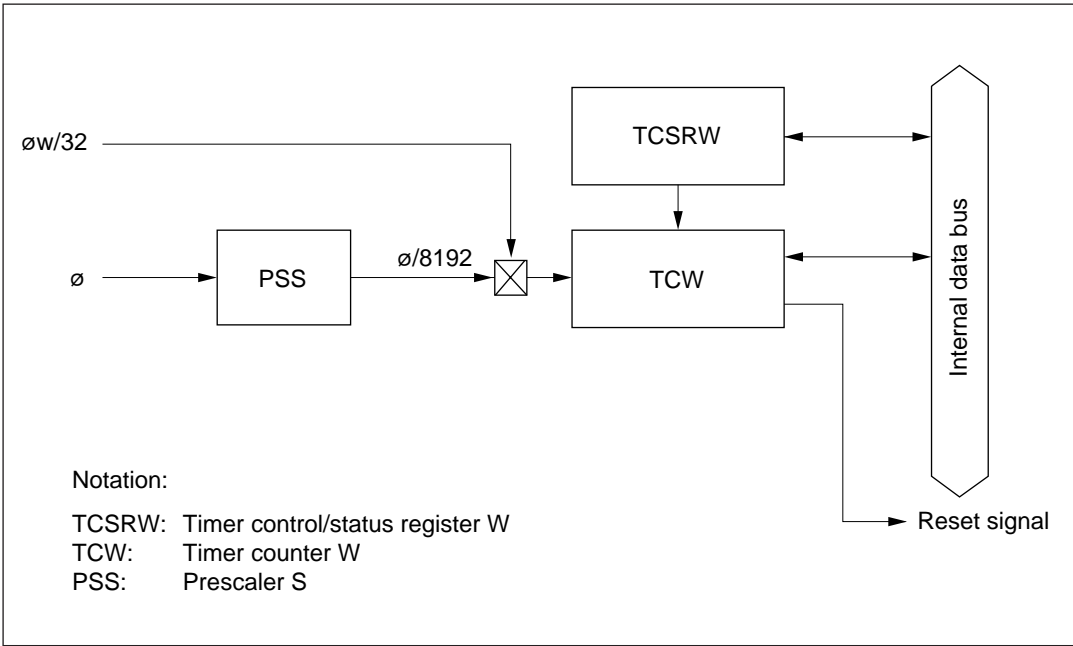 TCSRW
øw/32
Internal data bus
ø/8192
ø
PSS
TCW
Notation:
TCSRW: Timer control/status register W
TCW: Timer counter W
PSS: Prescaler S
Reset signal